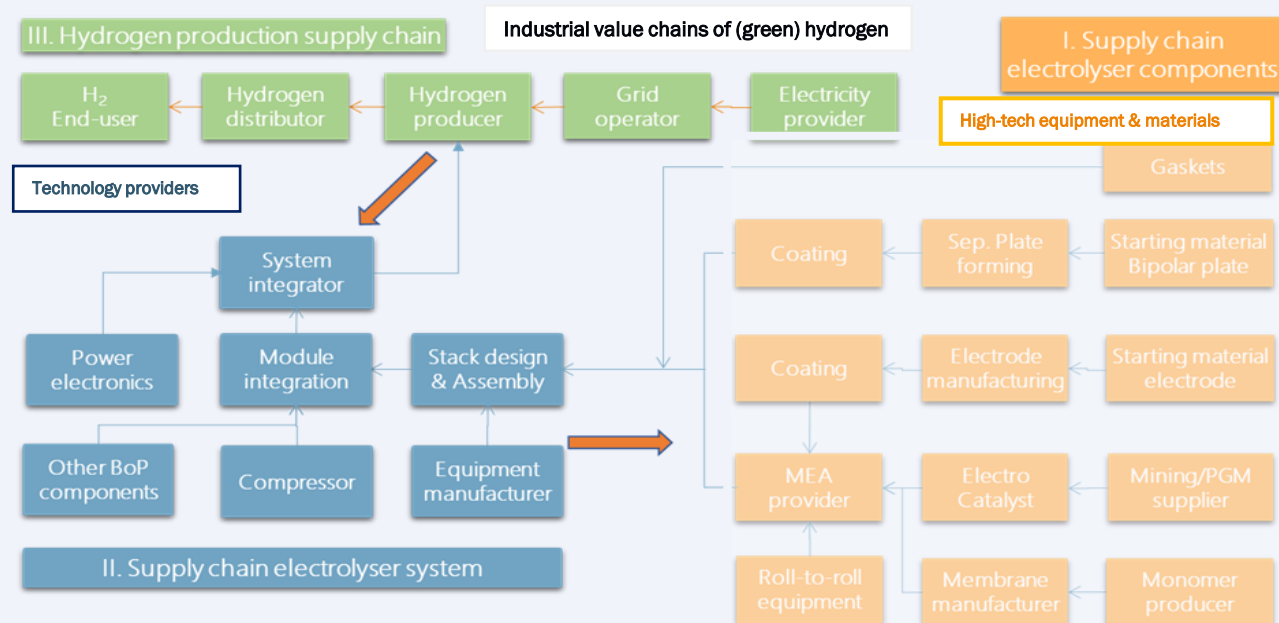 Industrial value chains of (green) hydrogen
III. Hydrogen production supply chain
I. Supply chain
electrolyser components
H₂
End-user
Hydrogen
distributor
Hydrogen
producer
Grid
operator
Electricity
provider
High-tech equipment & materials
Technology providers
Gaskets
System
integrator
Coating
Sep. Plate
forming
Starting material
Bipolar plate
Power
electronics
Module
integration
Stack design
& Assembly
Coating
Electrode
manufacturing
Starting material
electrode
Other BoP
components
Compressor
Equipment
manufacturer
MEA
provider
Electro
Catalyst
Mining/PGM
supplier
II. Supply chain electrolyser system
Roll-to-roll
equipment
Membrane
manufacturer
Monomer
producer